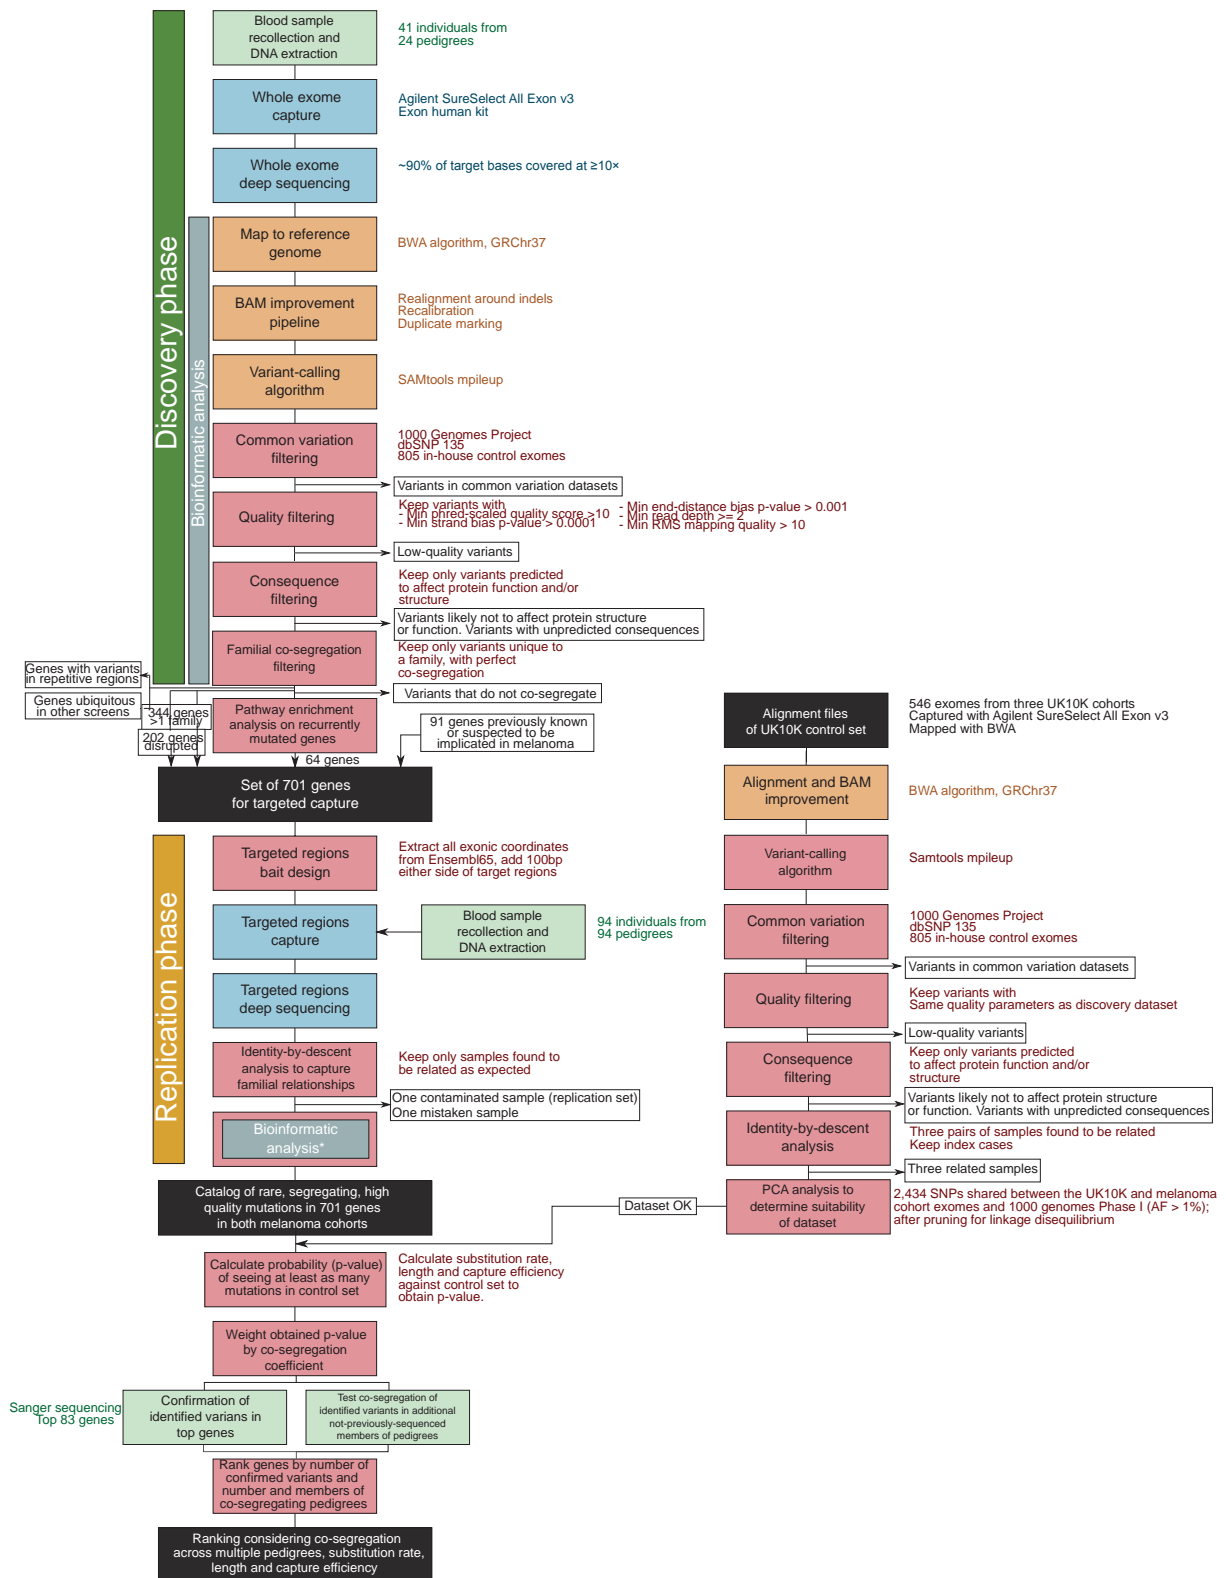 Blood sample
recollection and
DNA extraction
41 individuals from
24 pedigrees
Whole exome
capture
Agilent SureSelect All Exon v3
Exon human kit
Whole exome
deep sequencing
~90% of target bases covered at ≥10×
Discovery phase
Bioinformatic analysis
Map to reference
genome
BWA algorithm, GRChr37
BAM improvement
pipeline
Realignment around indels
Recalibration
Duplicate marking
Variant-calling
algorithm
SAMtools mpileup
Common variation
filtering
1000 Genomes Project
dbSNP 135
805 in-house control exomes
Variants in common variation datasets
Quality filtering
Keep variants with
- Min phred-scaled quality score >10
- Min strand bias p-value > 0.0001
- Min end-distance bias p-value > 0.001
- Min read depth >= 2
- Min RMS mapping quality > 10
Low-quality variants
Consequence
filtering
Keep only variants predicted
to affect protein function and/or
structure
Variants likely not to affect protein structure
or function. Variants with unpredicted consequences
Familial co-segregation
filtering
Keep only variants unique to
a family, with perfect
co-segregation
Genes with variants
in repetitive regions
Variants that do not co-segregate
Genes ubiquitous
in other screens
344 genes
>1 family
202 genes
disrupted
Pathway enrichment
analysis on recurrently
mutated genes
91 genes previously known
or suspected to be
implicated in melanoma
64 genes
Set of 701 genes
for targeted capture
Replication phase
Targeted regions
bait design
Extract all exonic coordinates
from Ensembl65, add 100bp
either side of target regions
Targeted regions
capture
Blood sample
recollection and
DNA extraction
94 individuals from
94 pedigrees
Targeted regions
deep sequencing
Identity-by-descent
analysis to capture
familial relationships
Keep only samples found to
be related as expected
One contaminated sample (replication set)
One mistaken sample
Bioinformatic
analysis*
Catalog of rare, segregating, high
quality mutations in 701 genes
in both melanoma cohorts
Alignment files
of UK10K control set
546 exomes from three UK10K cohorts
Captured with Agilent SureSelect All Exon v3
Mapped with BWA
Alignment and BAM
improvement
BWA algorithm, GRChr37
Variant-calling
algorithm
Samtools mpileup
Common variation
filtering
1000 Genomes Project
dbSNP 135
805 in-house control exomes
Variants in common variation datasets
Quality filtering
Keep variants with
Same quality parameters as discovery dataset
Low-quality variants
Consequence
filtering
Keep only variants predicted
to affect protein function and/or
structure
Variants likely not to affect protein structure
or function. Variants with unpredicted consequences
Identity-by-descent
analysis
Three pairs of samples found to be related
Keep index cases
Three related samples
PCA analysis to
determine suitability
of dataset
2,434 SNPs shared between the UK10K and melanoma
cohort exomes and 1000 genomes Phase I (AF > 1%);
after pruning for linkage disequilibrium
Dataset OK
Calculate probability (p-value)
of seeing at least as many
mutations in control set
Calculate substitution rate,
length and capture efficiency
against control set to
obtain p-value.
Weight obtained p-value
by co-segregation
coefficient
Sanger sequencing
Top 83 genes
Confirmation of
identified varians in
top genes
Test co-segregation of
identified variants in additional
not-previously-sequenced
members of pedigrees
Rank genes by number of
confirmed variants and
number and members of
co-segregating pedigrees
Ranking considering co-segregation
across multiple pedigrees, substitution rate,
length and capture efficiency